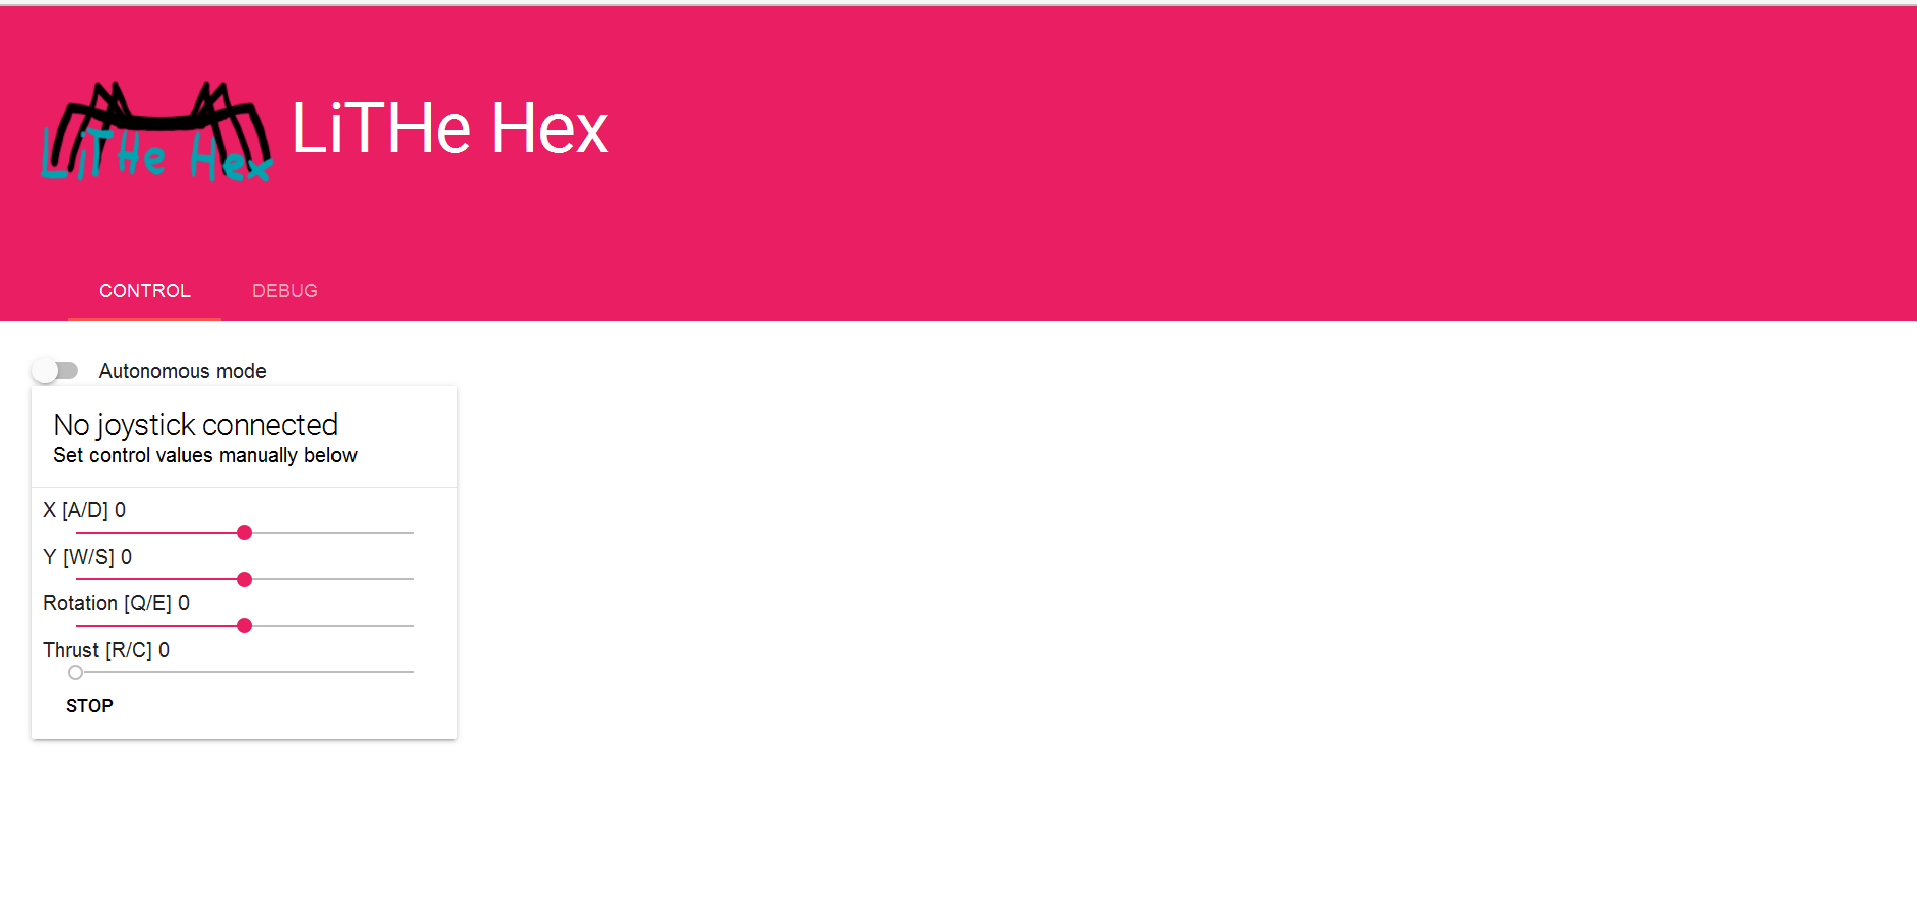 LiTHe Hex
LiTHe Hex
CONTROL
DEBUG
Autonomous mode
No joystick connected
Set control values manually below
X [A/D] 0
Y [W/S] 0
Rotation [Q/E] 0
Thrust [R/C] 0
STOP